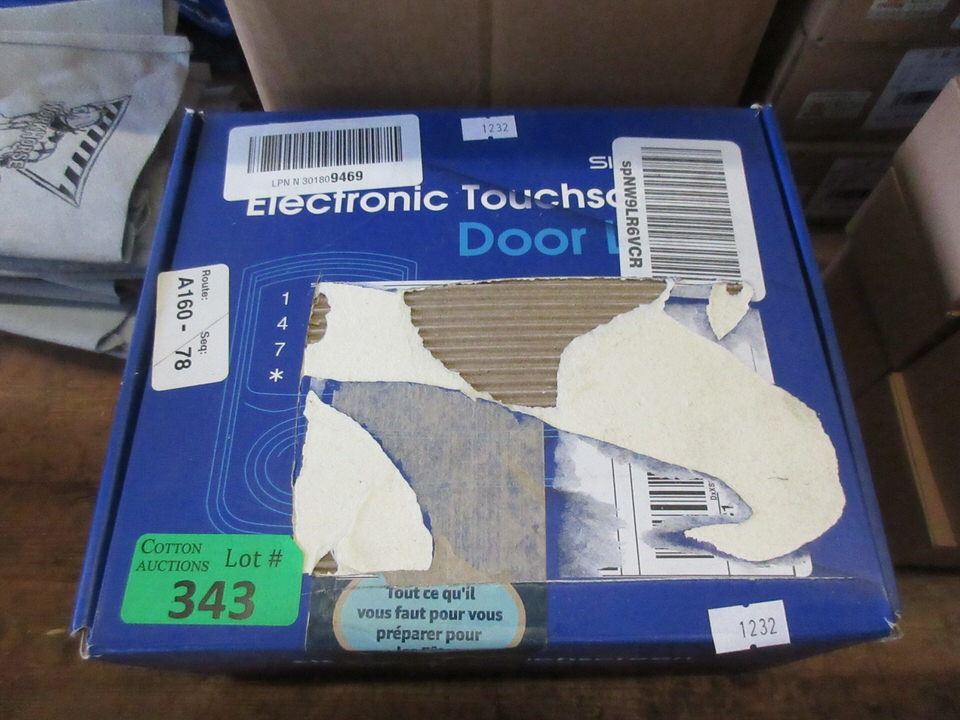 1232
LPN N 301809469
SI
spNW9LR6VCR
Electronic Touchsc
Door L
Route: Seq:
A160 - 78
1
4
7
*
COTTON
AUCTIONS
Lot #
343
Tout ce qu'il
vous faut pour vous
préparer pour
1232